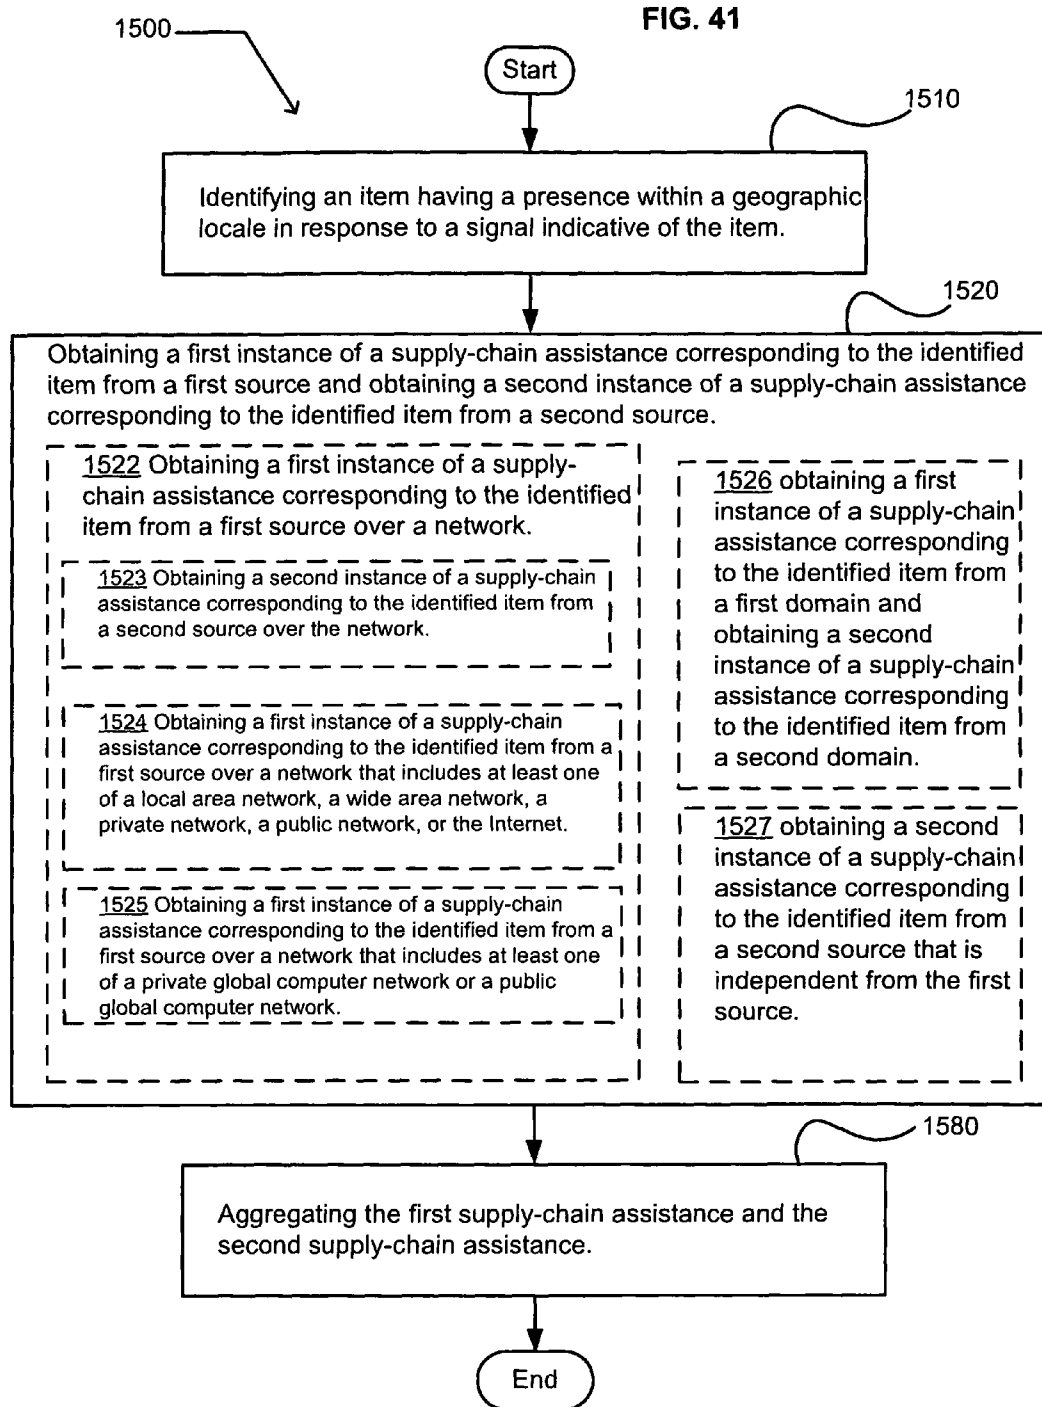 FIG. 41
1500
Start
1510
Identifying an item having a presence within a geographic
locale in response to a signal indicative of the item.
1520
Obtaining a first instance of a supply-chain assistance corresponding to the identified
item from a first source and obtaining a second instance of a supply-chain assistance
corresponding to the identified item from a second source.
1522 Obtaining a first instance of a supply-
chain assistance corresponding to the identified
item from a first source over a network.
1523 Obtaining a second instance of a supply-chain
assistance corresponding to the identified item from
a second source over the network.
1524 Obtaining a first instance of a supply-chain
assistance corresponding to the identified item from a
first source over a network that includes at least one
of a local area network, a wide area network, a
private network, a public network, or the Internet.
1525 Obtaining a first instance of a supply-chain
assistance corresponding to the identified item from a
first source over a network that includes at least one
of a private global computer network or a public
global computer network.
1526 obtaining a first
instance of a supply-chain
assistance corresponding
to the identified item from
a first domain and
obtaining a second
instance of a supply-chain
assistance corresponding
to the identified item from
a second domain.
1527 obtaining a second
instance of a supply-chain
assistance corresponding
to the identified item from
a second source that is
independent from the first
source.
1580
Aggregating the first supply-chain assistance and the
second supply-chain assistance.
End